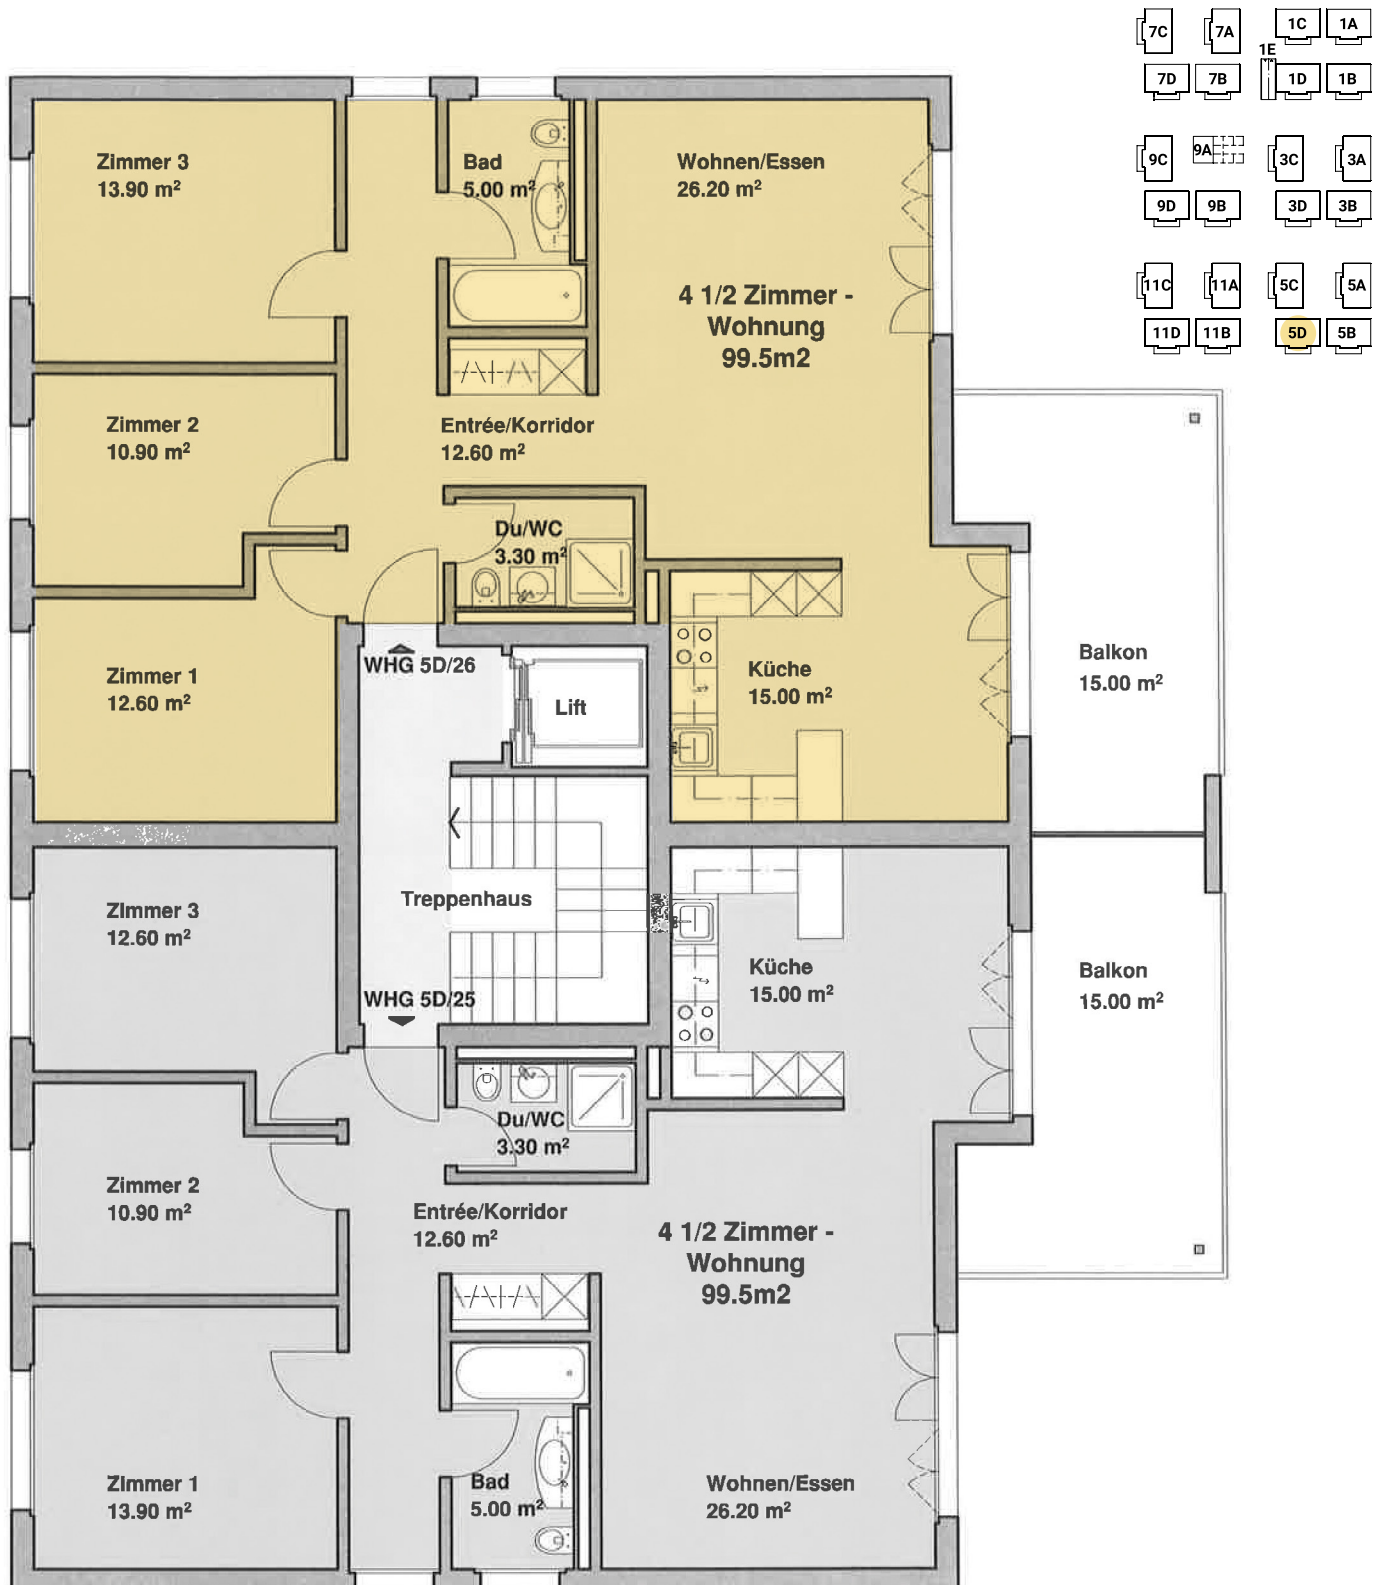 7C 7A 1C 1A
1E
7D 7B 1D 1B
9C 9A 3C 3A
9D 9B 3D 3B
11C 11A 5C 5A
11D 11B 5D 5B
Zimmer 3
13.90 m²
Bad
5.00 m²
Wohnen/Essen
26.20 m²
4 1/2 Zimmer -
Wohnung
99.5m2
Zimmer 2
10.90 m²
Entrée/Korridor
12.60 m²
Du/WC
3.30 m²
Zimmer 1
12.60 m²
WHG 5D/26
Lift
Küche
15.00 m²
Balkon
15.00 m²
Treppenhaus
Zimmer 3
12.60 m²
WHG 5D/25
Küche
15.00 m²
Balkon
15.00 m²
Du/WC
3.30 m²
Zimmer 2
10.90 m²
Entrée/Korridor
12.60 m²
4 1/2 Zimmer -
Wohnung
99.5m2
Zimmer 1
13.90 m²
Bad
5.00 m²
Wohnen/Essen
26.20 m²